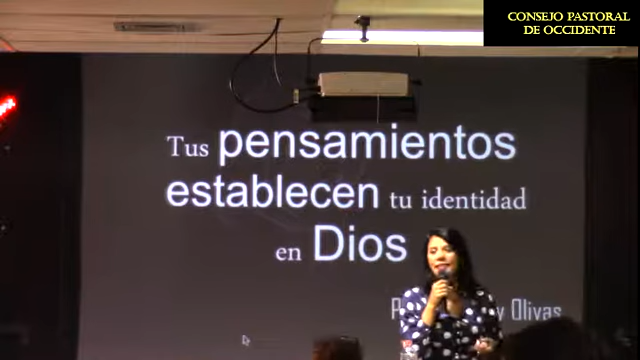 CONSEJO PASTORAL
DE OCCIDENTE
Tus pensamientos
establecen tu identidad
en Dios
Olivas